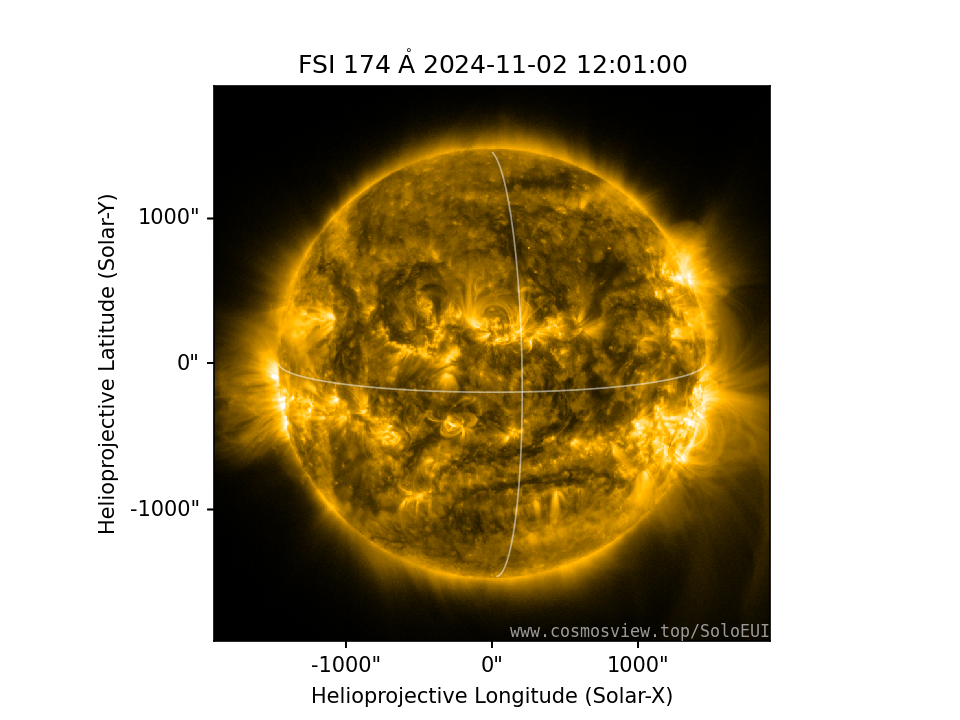 FSI 174 Å 2024-11-02 12:01:00
Helioprojective Latitude (Solar-Y)
1000"
0"
-1000"
www.cosmosview.top/SoloEUI
-1000"
0"
1000"
Helioprojective Longitude (Solar-X)